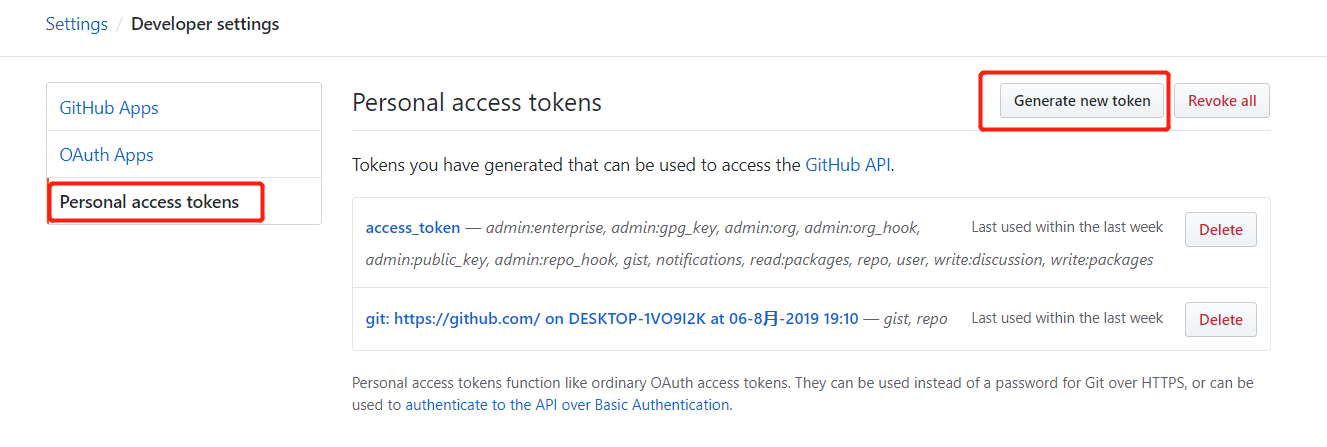 Settings / Developer settings
GitHub Apps
OAuth Apps
Personal access tokens
Personal access tokens
Generate new token
Revoke all
Tokens you have generated that can be used to access the GitHub API.
access_token — admin:enterprise, admin:gpg_key, admin:org, admin:org_hook,
Last used within the last week
Delete
admin:public_key, admin:repo_hook, gist, notifications, read:packages, repo, user, write:discussion, write:packages
git: https://github.com/ on DESKTOP-1VO9I2K at 06-8月-2019 19:10 — gist, repo
Last used within the last week
Delete
Personal access tokens function like ordinary OAuth access tokens. They can be used instead of a password for Git over HTTPS, or can be
used to authenticate to the API over Basic Authentication.